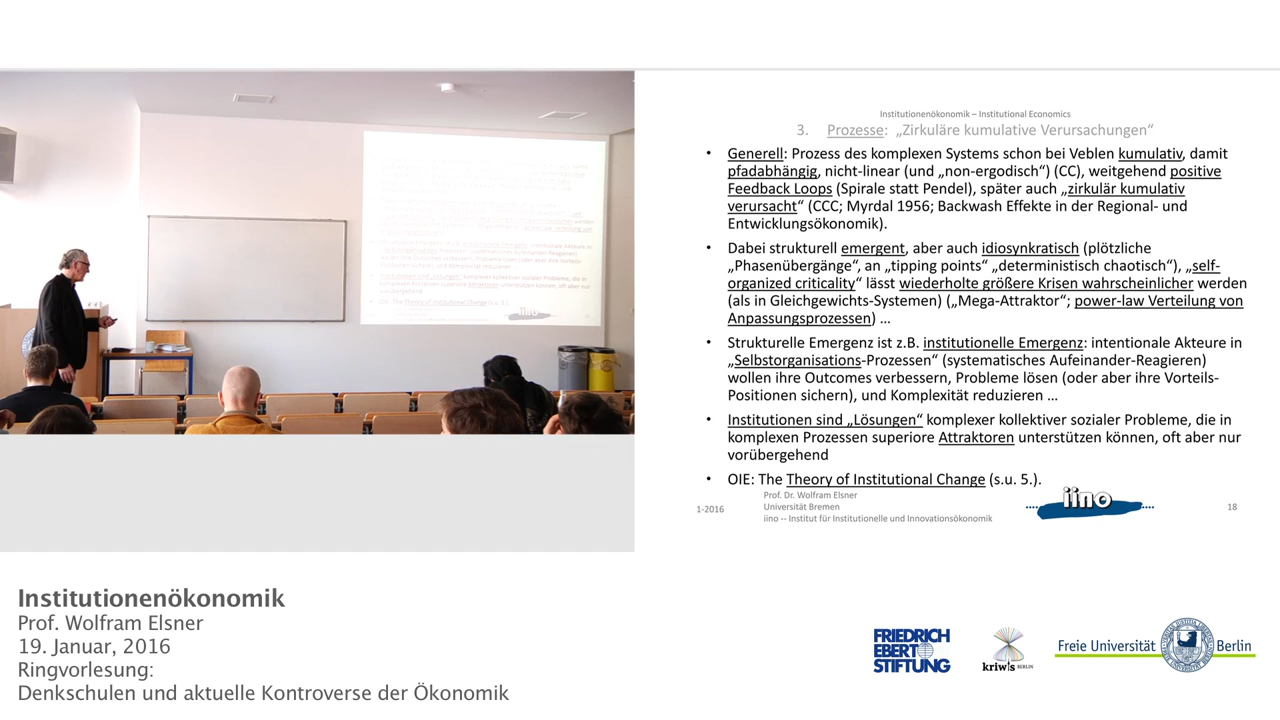 Institutionenökonomik – Institutional Economics
3. Prozesse: „Zirkuläre kumulative Verursachungen“
• Generell: Prozess des komplexen Systems schon bei Veblen kumulativ, damit
pfadabhängig, nicht-linear (und „non-ergodisch“) (CC), weitgehend positive
Feedback Loops (Spirale statt Pendel), später auch „zirkulär kumulativ
verursacht“ (CCC; Myrdal 1956; Backwash Effekte in der Regional- und
Entwicklungsökonomik).
• Dabei strukturell emergent, aber auch idiosynkratisch (plötzliche
„Phasenübergänge“, an „tipping points“ „deterministisch chaotisch“), „self-
organized criticality“ lässt wiederholte größere Krisen wahrscheinlicher werden
(als in Gleichgewichts-Systemen) („Mega-Attraktor“; power-law Verteilung von
Anpassungsprozessen) ...
• Strukturelle Emergenz ist z.B. institutionelle Emergenz: intentionale Akteure in
„Selbstorganisations-Prozessen“ (systematisches Aufeinander-Reagieren)
wollen ihre Outcomes verbessern, Probleme lösen (oder aber ihre Vorteils-
Positionen sichern), und Komplexität reduzieren ...
• Institutionen sind „Lösungen“ komplexer kollektiver sozialer Probleme, die in
komplexen Prozessen superiore Attraktoren unterstützen können, oft aber nur
vorübergehend
• OIE: The Theory of Institutional Change (s.u. 5.).
1-2016
Prof. Dr. Wolfram Elsner
Universität Bremen
iino -- Institut für Institutionelle und Innovationsökonomik
iino
18
Institutionenökonomik
Prof. Wolfram Elsner
19. Januar, 2016
Ringvorlesung:
Denkschulen und aktuelle Kontroverse der Ökonomik
FRIEDRICH
EBERT
STIFTUNG
kriwis BERLIN
Freie Universität Berlin